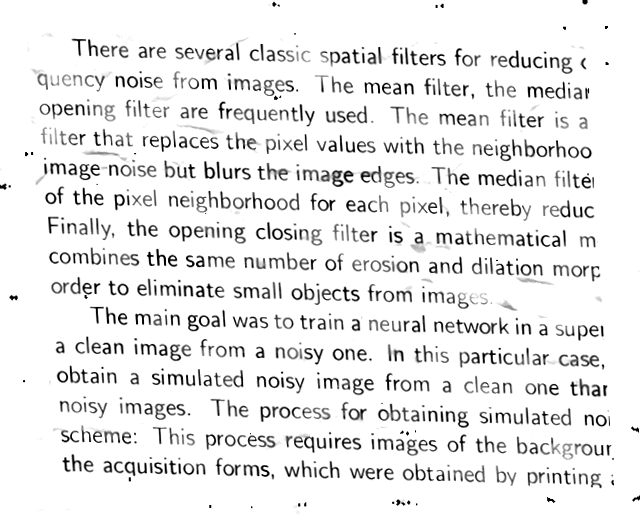 There are several classic spatial filters for reducing
quency noise from images. The mean filter, the media
opening filter are frequently used. The mean filter is a
filter that replaces the pixel values with the neighborhoo
image noise but blurs the image edges. The median filte
of the pixel neighborhood for each pixel, thereby reduc
Finally, the opening closing filter is a mathematical m
combines the same number of erosion and dilation morp
order to eliminate small objects from images.
The main goal was to train a neural network in a super
a clean image from a noisy one. In this particular case,
obtain a simulated noisy image from a clean one than
noisy images. The process for obtaining simulated noi
scheme: This process requires images of the backgroun
the acquisition forms, which were obtained by printing